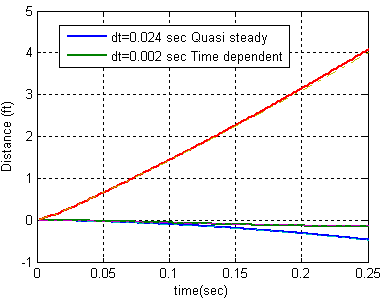 5
dt=0.024 sec Quasi steady
dt=0.002 sec Time dependent
4
3
2
1
0
-1
Distance (ft)
0 0.05 0.1 0.15 0.2 0.25
time(sec)